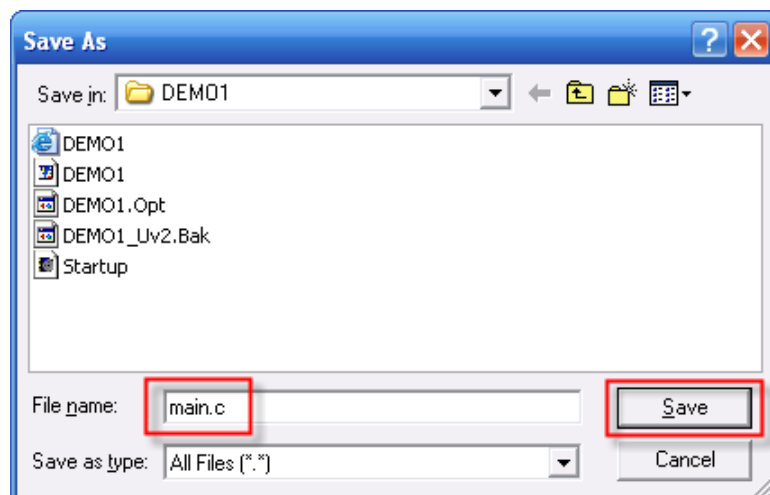 Save As
Save in: DEMO1
DEMO1
DEMO1
DEMO1.Opt
DEMO1_Uv2.Bak
Startup
File name: main.c Save
Save as type: All Files (*.*) Cancel